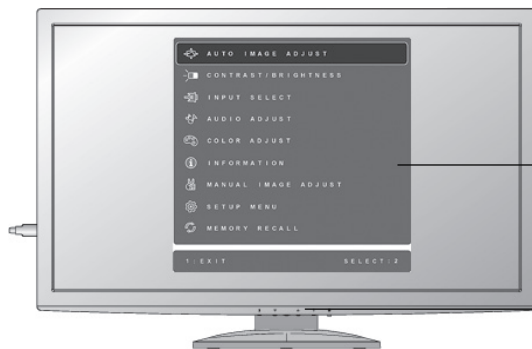 AUTO IMAGE ADJUST
CONTRAST/BRIGHTNESS
INPUT SELECT
AUDIO ADJUST
COLOR ADJUST
INFORMATION
MANUAL IMAGE ADJUST
SETUP MENU
MEMORY RECALL
1:EXIT SELECT:2